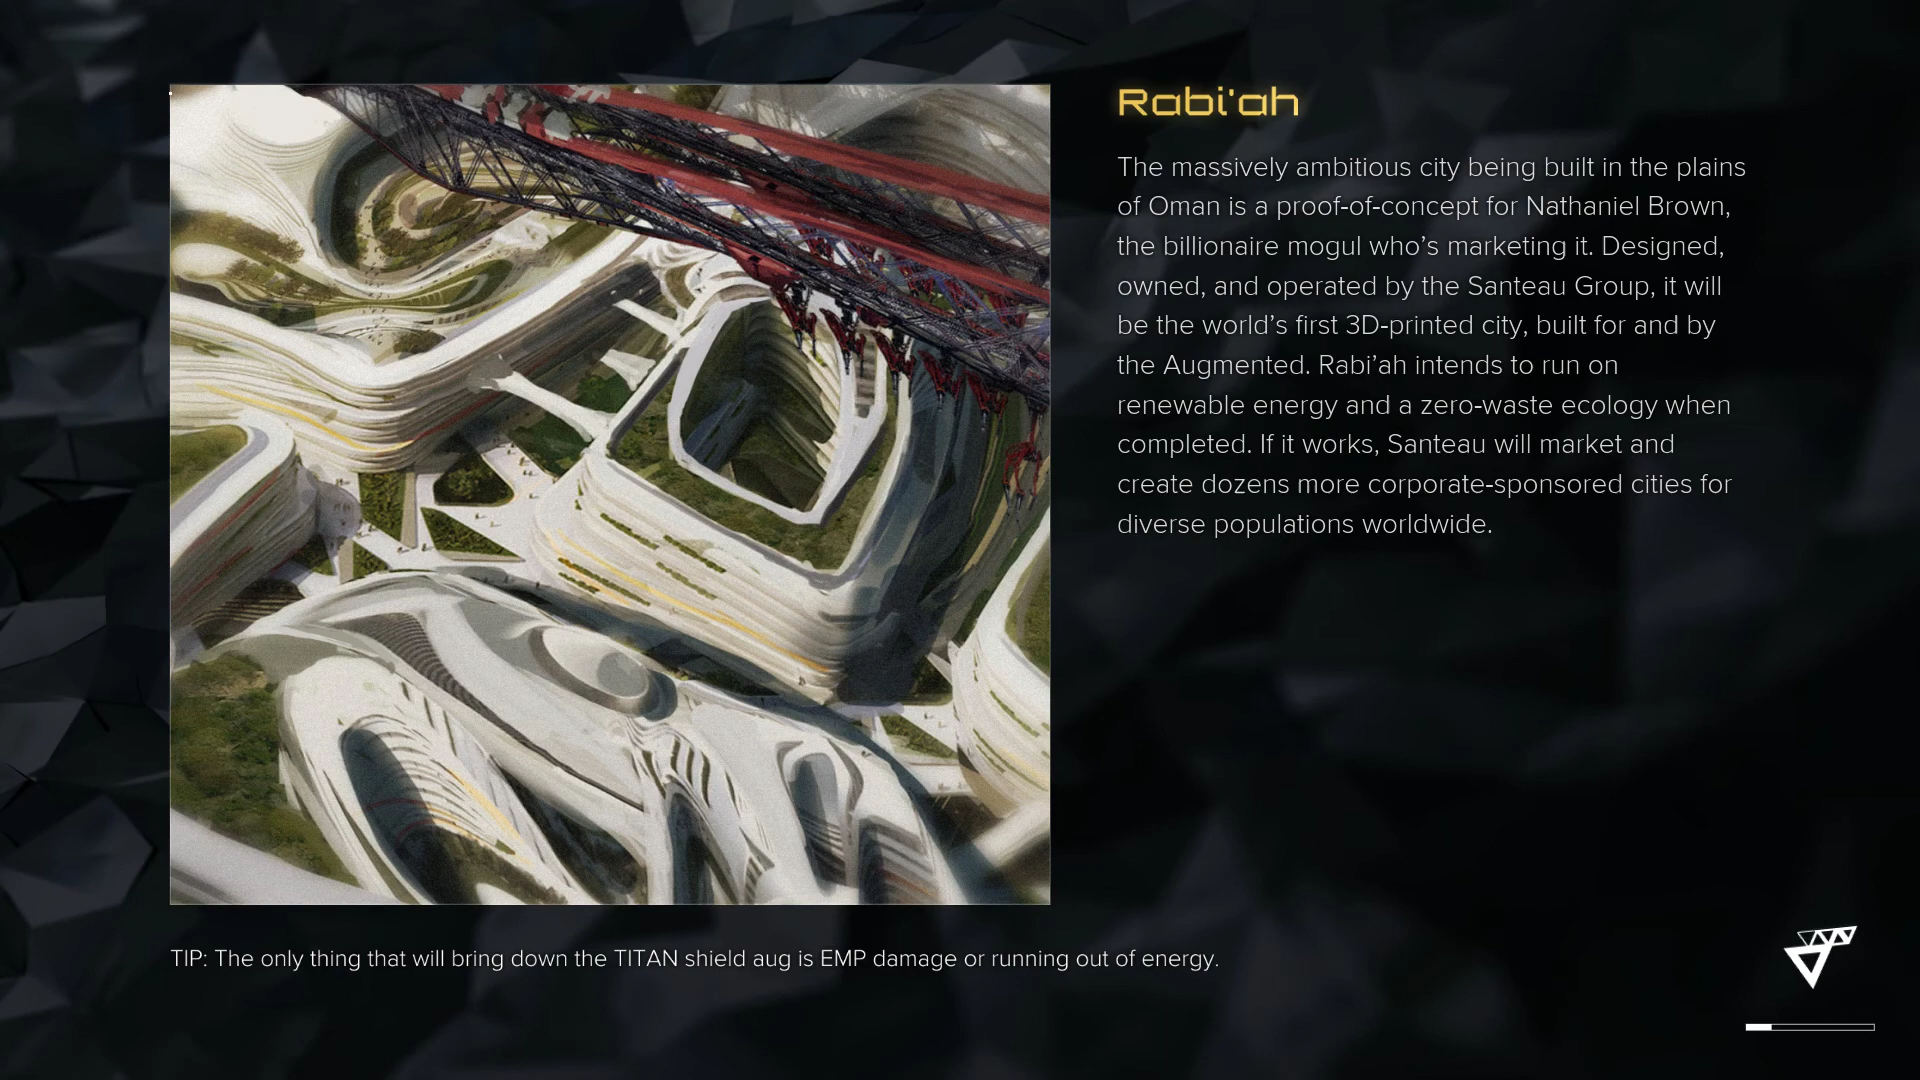 Rabi'ah
The massively ambitious city being built in the plains
of Oman is a proof-of-concept for Nathaniel Brown,
the billionaire mogul who’s marketing it. Designed,
owned, and operated by the Santeau Group, it will
be the world’s first 3D-printed city, built for and by
the Augmented. Rabi’ah intends to run on
renewable energy and a zero-waste ecology when
completed. If it works, Santeau will market and
create dozens more corporate-sponsored cities for
diverse populations worldwide.
TIP: The only thing that will bring down the TITAN shield aug is EMP damage or running out of energy.